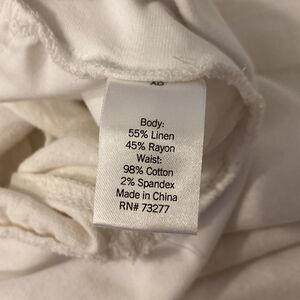 Body:
55% Linen
45% Rayon
Waist:
98% Cotton
2% Spandex
Made in China
RN# 73277